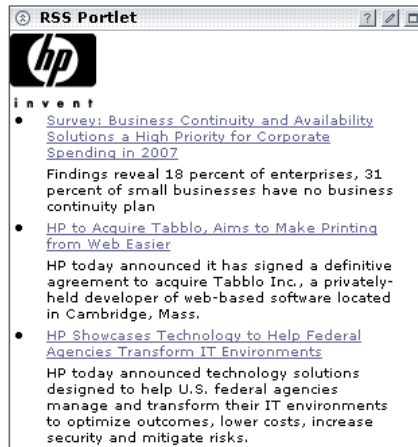 RSS Portlet
?
hp
invent
Survey: Business Continuity and Availability
Solutions a High Priority for Corporate
Spending in 2007
Findings reveal 18 percent of enterprises, 31
percent of small businesses have no business
continuity plan
HP to Acquire Tabblo, Aims to Make Printing
from Web Easier
HP today announced it has signed a definitive
agreement to acquire Tabblo Inc., a privately-
held developer of web-based software located
in Cambridge, Mass.
HP Showcases Technology to Help Federal
Agencies Transform IT Environments
HP today announced technology solutions
designed to help U.S. federal agencies
manage and transform their IT environments
to optimize outcomes, lower costs, increase
security and mitigate risks.